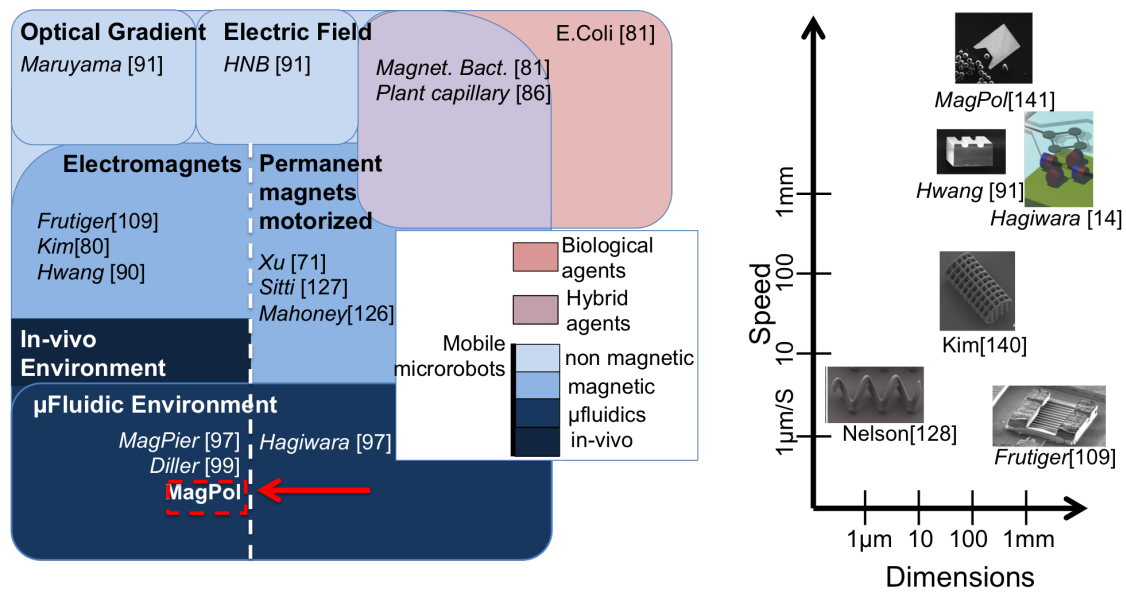 Optical Gradient
Maruyama [91]
Electric Field
HNB [91]
E.Coli [81]
Magnet. Bact. [81]
Plant capillary [86]
Electromagnets
Frutiger[109]
Kim[80]
Hwang [90]
Permanent
magnets
motorized
Xu [71]
Sitti [127]
Mahoney[126]
In-vivo
Environment
µFluidic Environment
MagPier [97]
Diller [99]
MagPol
Hagiwara [97]
Biological
agents
Hybrid
agents
Mobile
microrobots
non magnetic
magnetic
µfluidics
in-vivo
Speed
1mm
100
10
1µm/S
MagPol[141]
Hwang [91]
Hagiwara [14]
Kim[140]
Nelson[128]
Frutiger[109]
1µm
10
100
1mm
Dimensions